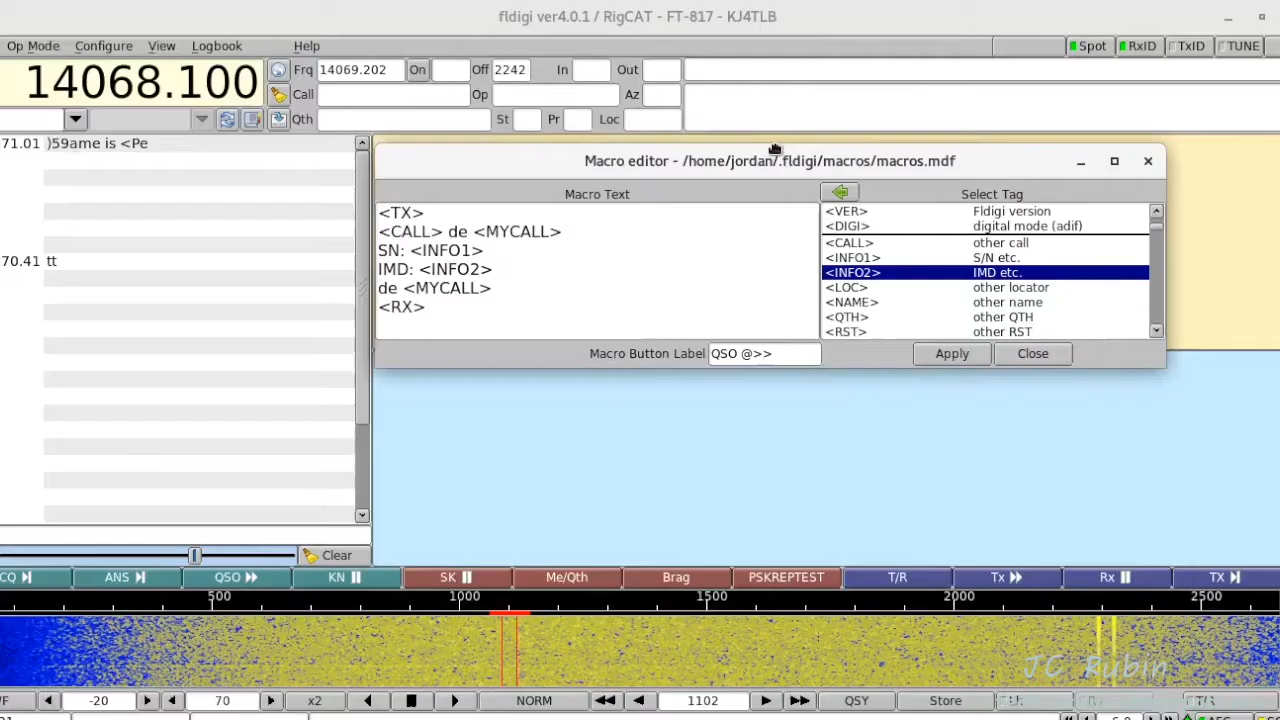 fldigi ver4.0.1 / RigCAT - FT-817 - KJ4TLB
Op Mode Configure View Logbook Help Spot RxID TxID TUNE
14068.100
Frq 14069.202 On Off 2242 In Out
Call Op Az
Qth St Pr Loc
71.01 )59ame is <Pe
70.41 tt
Macro editor - /home/jordan/.fldigi/macros/macros.mdf
Macro Text
<TX>
<CALL> de <MYCALL>
SN: <INFO1>
IMD: <INFO2>
de <MYCALL>
<RX>
Select Tag
<VER> Fldigi version
<DIGI> digital mode (adif)
<CALL> other call
<INFO1> S/N etc.
<INFO2> IMD etc.
<LOC> other locator
<NAME> other name
<QTH> other QTH
<RST> other RST
Macro Button Label QSO @>> Apply Close
Clear
CQ ANS QSO KN SK Me/Qth Brag PSKREPTEST T/R Tx Rx TX
500 1000 1500 2000 2500
JC Rubin
-20 70 x2 NORM 1102 QSY Store